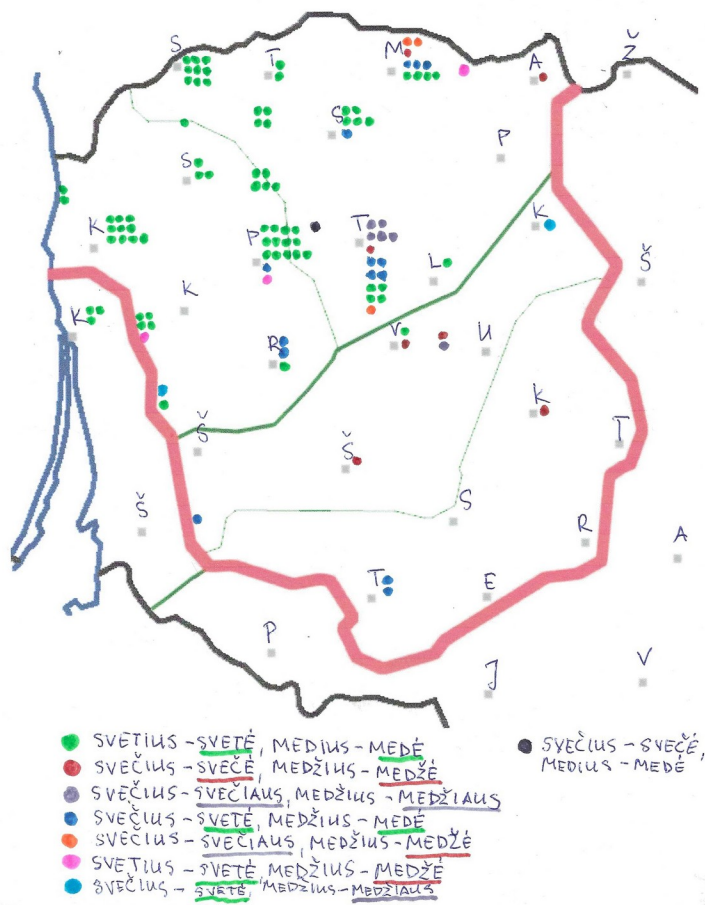 S
T
M
A
Ž
S
P
S
K
P
T
L
K
Š
K
K
R
V
U
K
T
Š
Š
S
Š
R
A
T
E
P
J
V
SVETIUS – SVETĖ, MEDIUS – MEDĖ
SVEČIUS – SVEČĖ, MEDŽIUS – MEDŽĖ
SVEČIUS – SVEČIAUS, MEDŽIUS – MEDŽIAUS
SVEČIUS – SVETĖ, MEDŽIUS – MEDĖ
SVEČIUS – SVEČIAUS, MEDŽIUS – MEDŽĖ
SVETIUS – SVETĖ, MEDŽIUS – MEDŽĖ
SVEČIUS – SVETĖ, MEDŽIUS – MEDŽIAUS
SVEČIUS – SVEČĖ,
MEDIUS – MEDĖ